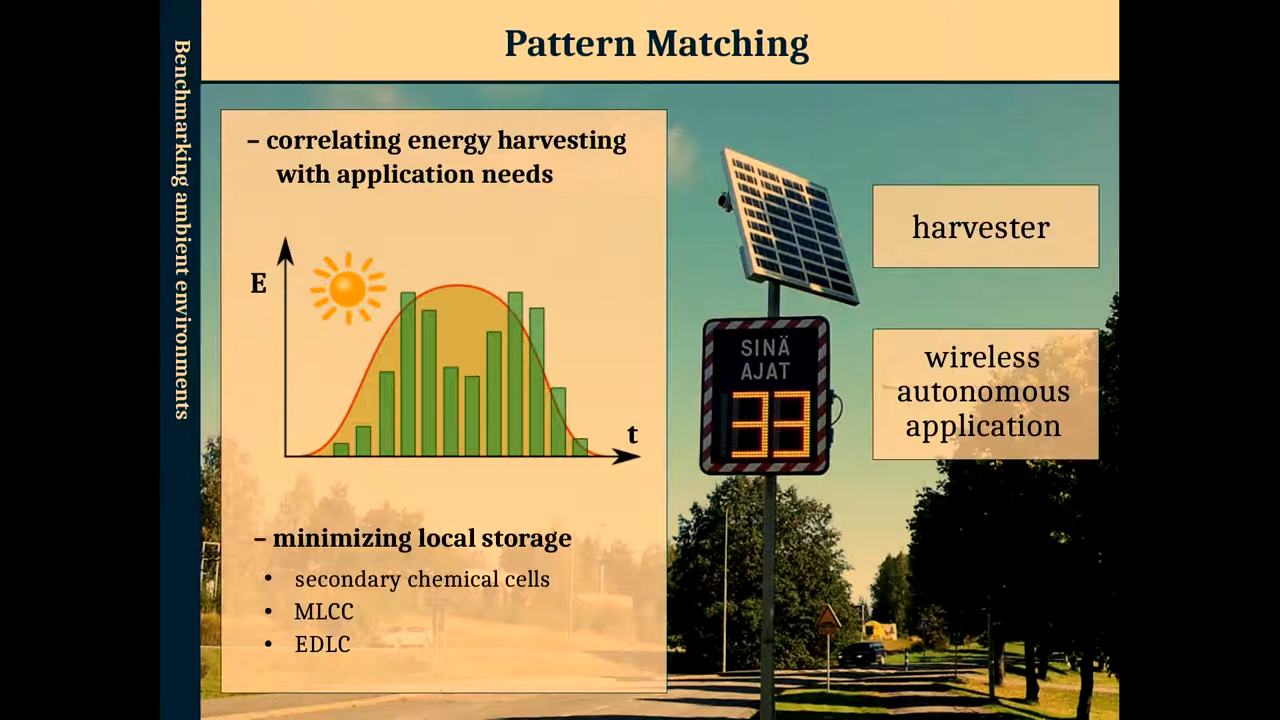 Pattern Matching
Benchmarking ambient environments
– correlating energy harvesting
with application needs
E
t
– minimizing local storage
• secondary chemical cells
• MLCC
• EDLC
SINÄ
AJAT
33
harvester
wireless
autonomous
application